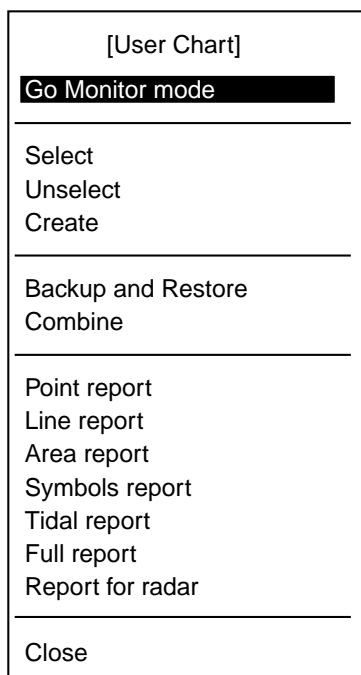 [User Chart]
Go Monitor mode
Select
Unselect
Create
Backup and Restore
Combine
Point report
Line report
Area report
Symbols report
Tidal report
Full report
Report for radar
Close